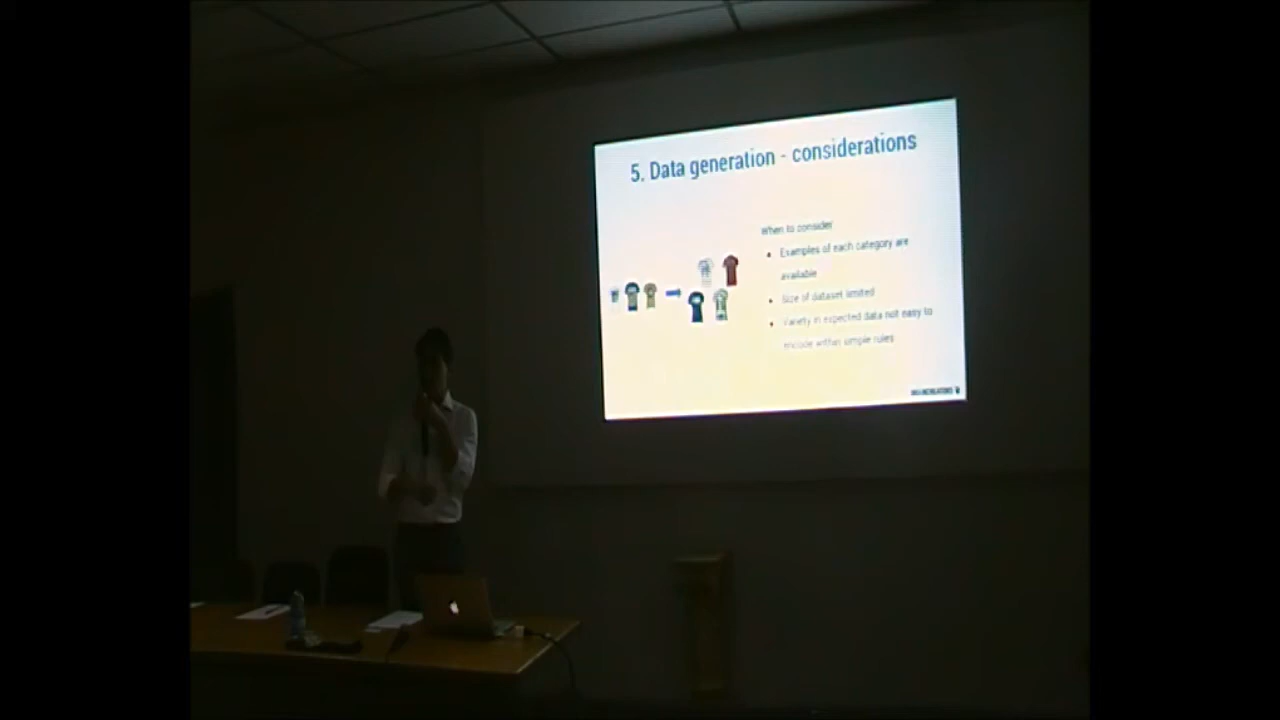 5. Data generation - considerations
When to consider
Examples of each category are
available
Size of dataset limited
Variety in expected data not easy to
encode within simple rules